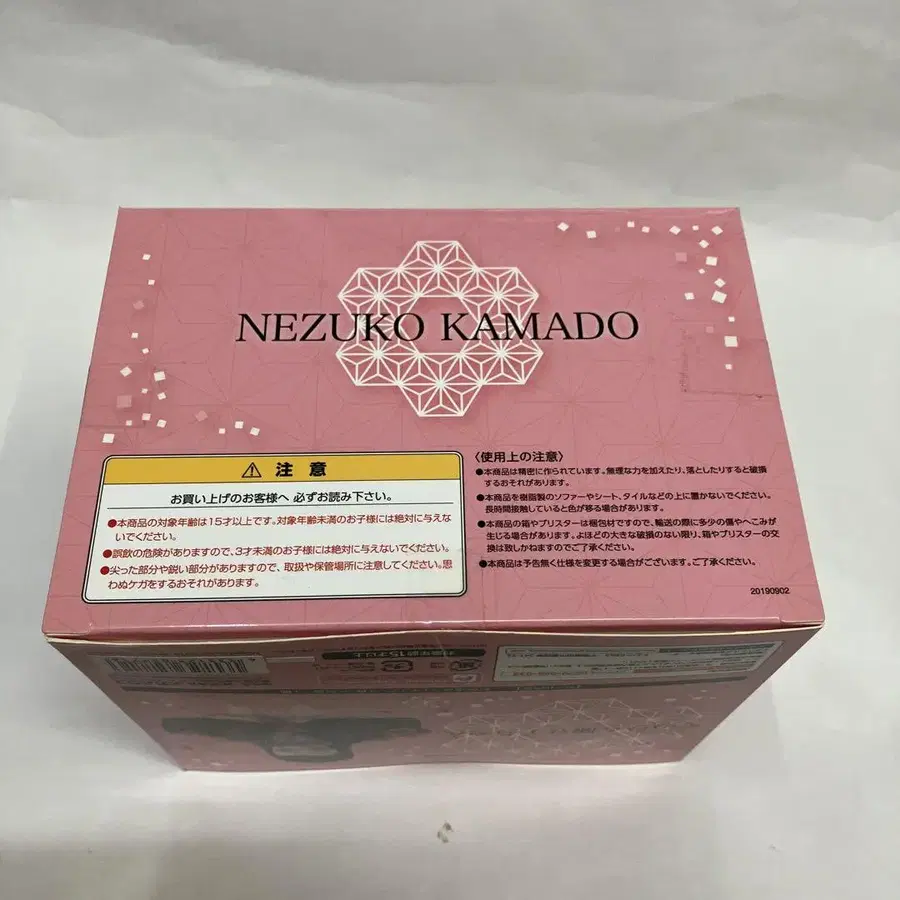 NEZUKO KAMADO
注意
お買い上げのお客様へ 必ずお読み下さい。
●本商品の対象年齢は15才以上です。対象年齢未満のお子様には絶対に与えな
いでください。
●誤飲の危険がありますので、3才未満のお子様には絶対に与えないでください。
●尖った部分や鋭い部分がありますので、取扱や保管場所に注意してください。思
わぬケガをするおそれがあります。
〈使用上の注意〉
●本商品は精密に作られています。無理な力を加えたり、落としたりすると破損
するおそれがあります。
●本商品を樹脂製のソファーやシート、タイルなどの上に置かないでください。
長時間接触していると色が移る場合があります。
●本商品の箱やブリスターは梱包材ですので、輸送の際に多少の傷やへこみが
生じる場合があります。よほどの大きな破損のない限り、箱やブリスターの交
換は致しかねますのでご了承ください。
●本商品は予告無く仕様を変更する場合がございます。ご了承ください。
20190902
対象年齢15才以上